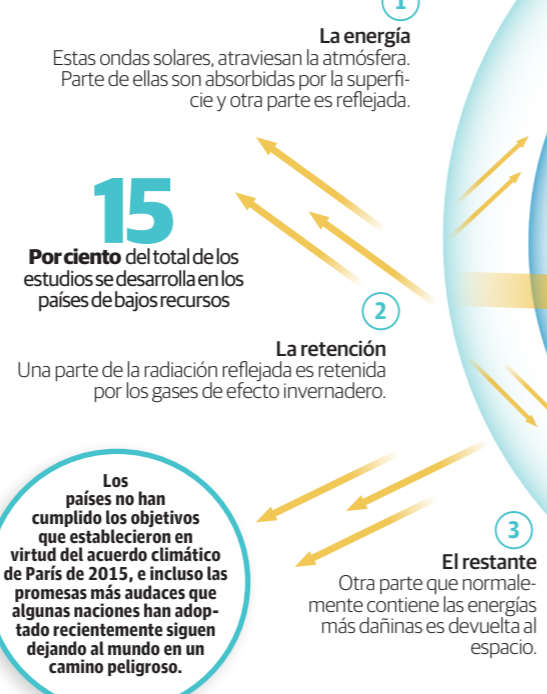 1
La energía
Estas ondas solares, atraviesan la atmósfera.
Parte de ellas son absorbidas por la superfi-
cie y otra parte es reflejada.
15
Por ciento del total de los
estudios se desarrolla en los
países de bajos recursos
2
La retención
Una parte de la radiación reflejada es retenida
por los gases de efecto invernadero.
Los
países no han
cumplido los objetivos
que establecieron en
virtud del acuerdo climático
de París de 2015, e incluso las
promesas más audaces que
algunas naciones han adop-
tado recientemente siguen
dejando al mundo en un
camino peligroso.
3
El restante
Otra parte que normale-
mente contiene las energías
más dañinas es devuelta al
espacio.